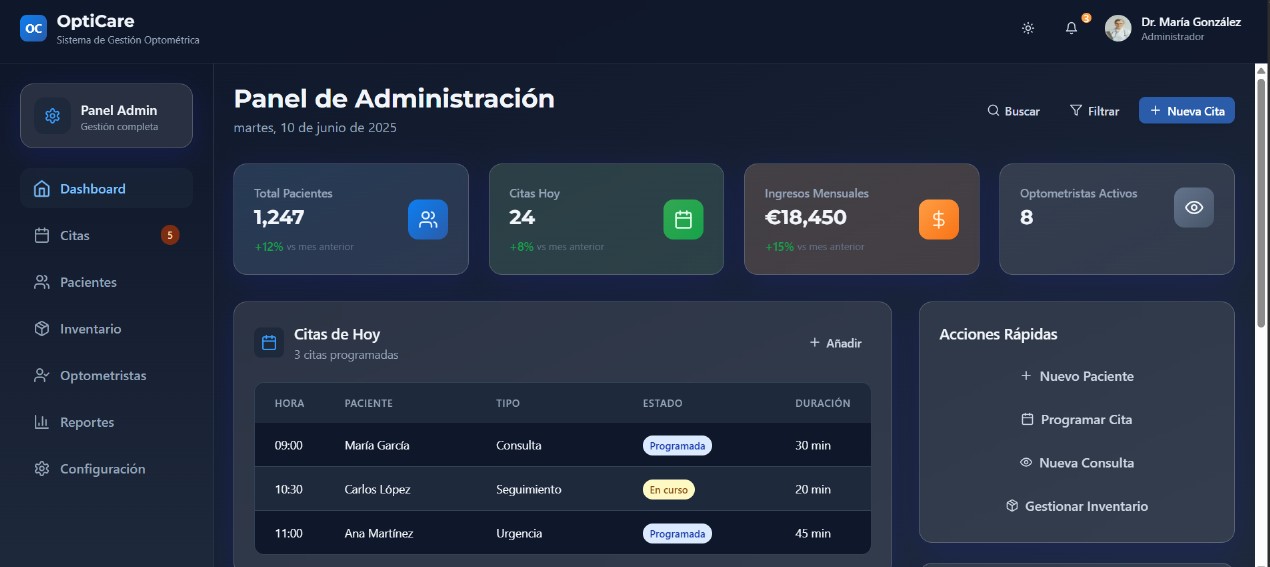 OC
OptiCare
Sistema de Gestión Optométrica
3
Dr. María González
Administrador
Panel Admin
Gestión completa
Dashboard
Citas
5
Pacientes
Inventario
Optometristas
Reportes
Configuración
Panel de Administración
martes, 10 de junio de 2025
Buscar
Filtrar
+ Nueva Cita
Total Pacientes
1,247
+12% vs mes anterior
Citas Hoy
24
+8% vs mes anterior
Ingresos Mensuales
€18,450
+15% vs mes anterior
$
Optometristas Activos
8
Citas de Hoy
3 citas programadas
+ Añadir
HORA PACIENTE TIPO ESTADO DURACIÓN
09:00 María García Consulta Programada 30 min
10:30 Carlos López Seguimiento En curso 20 min
11:00 Ana Martínez Urgencia Programada 45 min
Acciones Rápidas
+ Nuevo Paciente
Programar Cita
Nueva Consulta
Gestionar Inventario